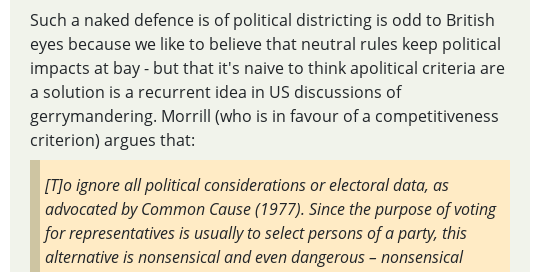 Such a naked defence is of political districting is odd to British
eyes because we like to believe that neutral rules keep political
impacts at bay - but that it's naive to think apolitical criteria are
a solution is a recurrent idea in US discussions of
gerrymandering. Morrill (who is in favour of a competitiveness
criterion) argues that:
[T]o ignore all political considerations or electoral data, as
advocated by Common Cause (1977). Since the purpose of voting
for representatives is usually to select persons of a party, this
alternative is nonsensical and even dangerous – nonsensical